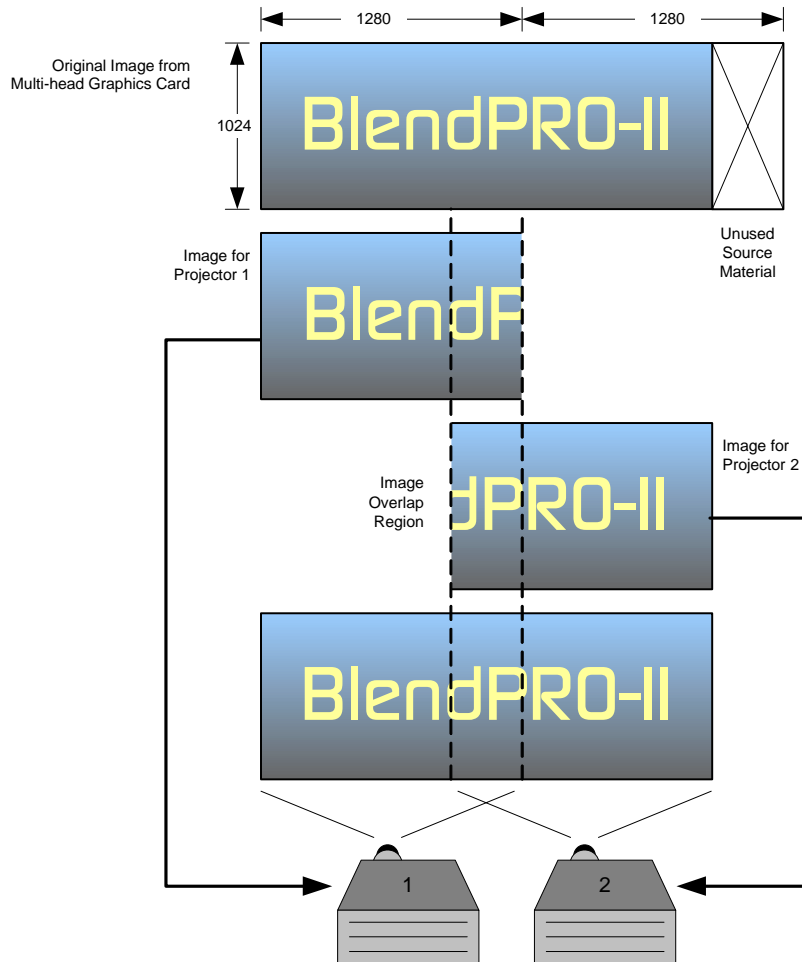 1280
1280
Original Image from
Multi-head Graphics Card
1024
BlendPRO-II
Unused
Source
Material
Image for
Projector 1
BlendP
Image for
Projector 2
Image
Overlap
Region
dPRO-II
BlendPRO-II
1
2